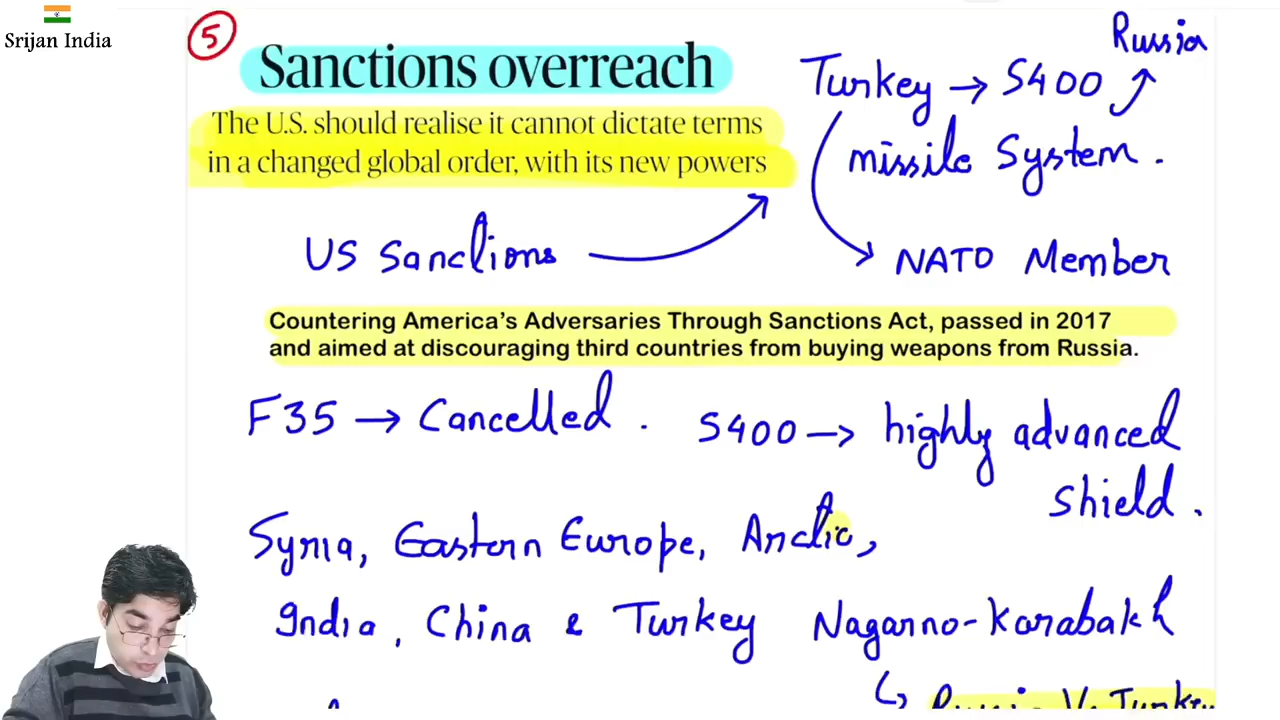 Srijan India
5
Sanctions overreach
The U.S. should realise it cannot dictate terms
in a changed global order, with its new powers
Russia
Turkey → S400
missile System.
US Sanctions
NATO Member
Countering America's Adversaries Through Sanctions Act, passed in 2017
and aimed at discouraging third countries from buying weapons from Russia.
F35 → Cancelled.
S400 → highly advanced
shield.
Syria, Eastern Europe, Arctic,
India, China & Turkey
Nagarno-Karabakh